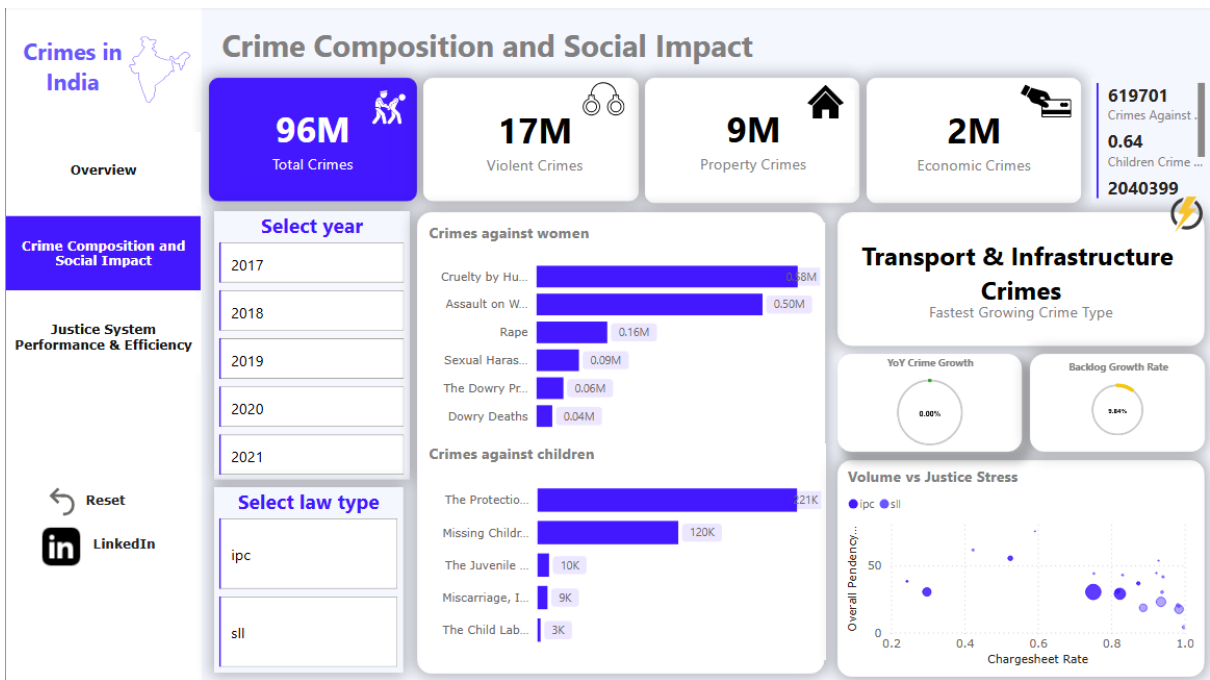 Crimes in
India
Overview
Crime Composition and
Social Impact
Justice System
Performance & Efficiency
Reset
LinkedIn
Crime Composition and Social Impact
96M
Total Crimes
17M
Violent Crimes
9M
Property Crimes
2M
Economic Crimes
619701
Crimes Against ...
0.64
Children Crime ...
2040399
Select year
2017
2018
2019
2020
2021
Select law type
ipc
sll
Crimes against women
Cruelty by Hu... 0.58M
Assault on W... 0.50M
Rape 0.16M
Sexual Haras... 0.09M
The Dowry Pr... 0.06M
Dowry Deaths 0.04M
Crimes against children
The Protectio... 221K
Missing Childr... 120K
The Juvenile ... 10K
Miscarriage, I... 9K
The Child Lab... 3K
Transport & Infrastructure
Crimes
Fastest Growing Crime Type
YoY Crime Growth
0.00%
Backlog Growth Rate
9.84%
Volume vs Justice Stress
ipc sll
Overall Pendency...
50
0
0.2 0.4 0.6 0.8 1.0
Chargesheet Rate